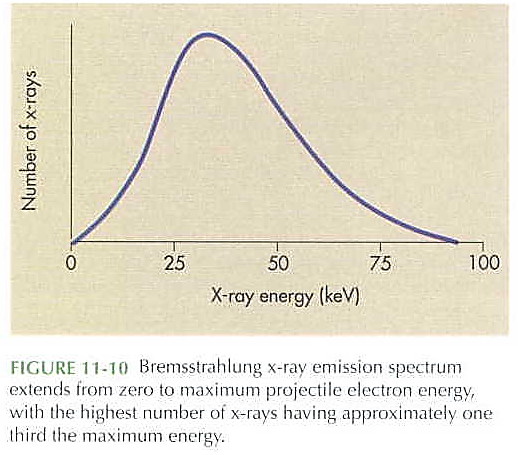 Number of x-rays
0
25
50
75
100
X-ray energy (keV)
FIGURE 11-10 Bremsstrahlung x-ray emission spectrum
extends from zero to maximum projectile electron energy,
with the highest number of x-rays having approximately one
third the maximum energy.